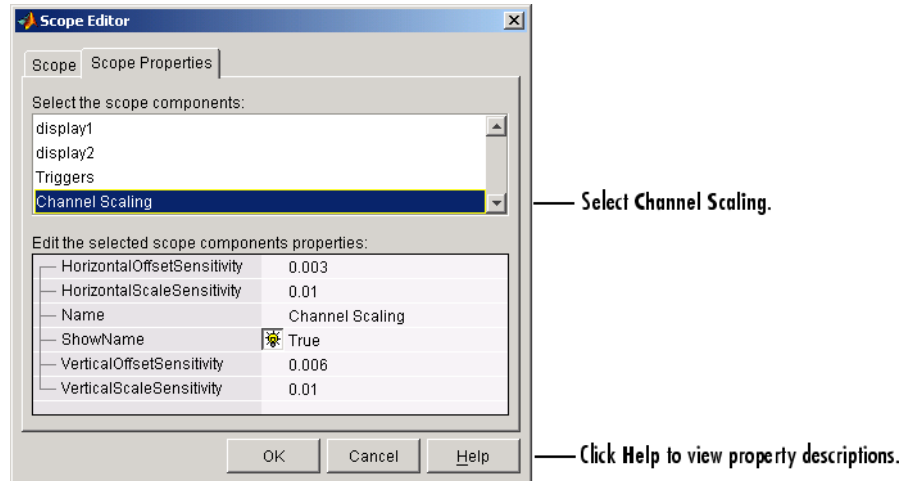 Scope Editor
Scope Scope Properties
Select the scope components:
display1
display2
Triggers
Channel Scaling
Select Channel Scaling.
Edit the selected scope components properties:
HorizontalOffsetSensitivity 0.003
HorizontalScaleSensitivity 0.01
Name Channel Scaling
ShowName True
VerticalOffsetSensitivity 0.006
VerticalScaleSensitivity 0.01
OK Cancel Help
Click Help to view property descriptions.